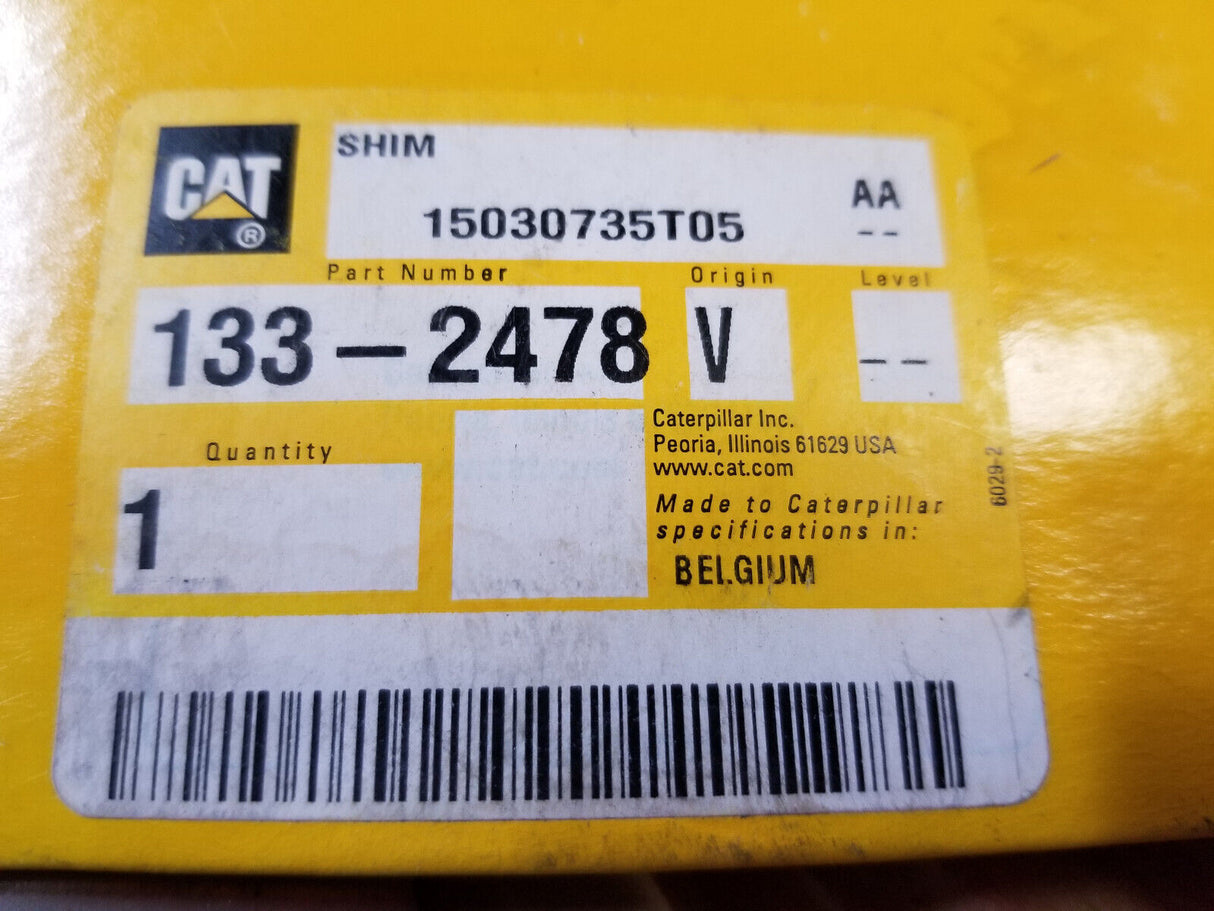 CAT
®
SHIM
AA
15030735T05
--
Part Number Origin Level
133-2478 V --
Quantity
1
Caterpillar Inc.
Peoria, Illinois 61629 USA
www.cat.com
Made to Caterpillar
specifications in:
BELGIUM
6029-2